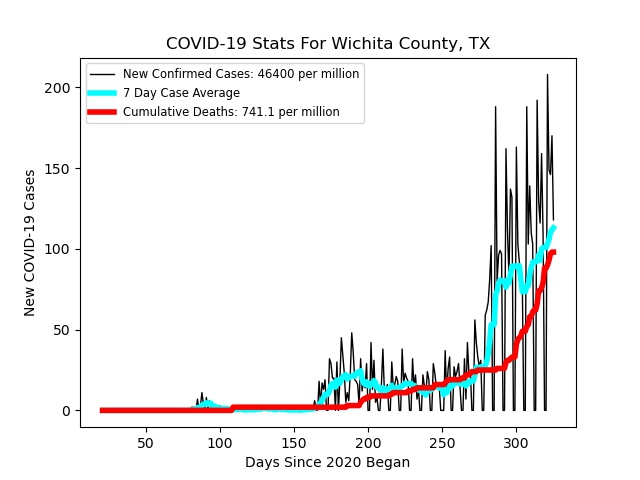 COVID-19 Stats For Wichita County, TX
New Confirmed Cases: 46400 per million
7 Day Case Average
Cumulative Deaths: 741.1 per million
New COVID-19 Cases
200
150
100
50
0
50
100
150
200
250
300
Days Since 2020 Began